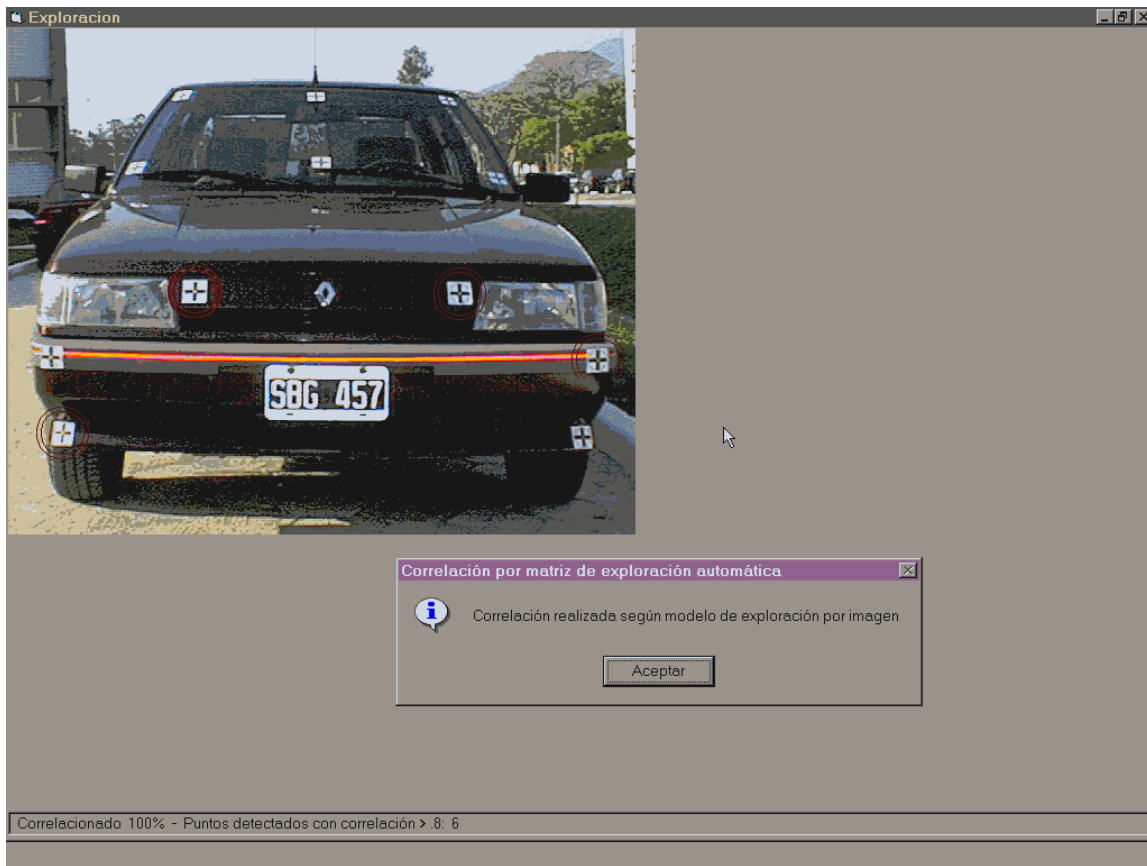 Exploracion
SBG 457
Correlación por matriz de exploración automática
Correlación realizada según modelo de exploración por imagen
Aceptar
Correlacionado 100% - Puntos detectados con correlación > .8: 6